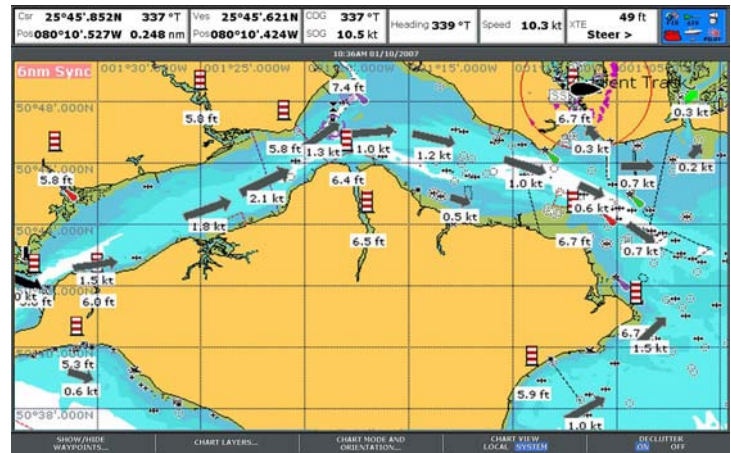 Csr 25°45'.852N 337 °T
Pos 080°10'.527W 0.248 nm
Ves 25°45'.621N
Pos 080°10'.424W
COG 337 °T
SOG 10.5 kt
Heading 339 °T
Speed 10.3 kt
XTE 49 ft
Steer >
10:36AM 01/10/2007
6nm Sync
001°30'.000W
001°25'.000W
001°15'.000W
7.4 ft
50°48'.000N
5.8 ft
SS
6.7 ft
0.3 kt
5.8 ft
1.3 kt
1.0 kt
1.2 kt
0.3 kt
0.2 kt
5.8 ft
6.4 ft
2.1 kt
1.0 kt
0.7 kt
1.8 kt
0.5 kt
0.6 kt
6.5 ft
6.7 ft
0.7 kt
1.5 kt
6.0 ft
6.7
1.5 kt
5.3 ft
0.6 kt
5.9 ft
50°38'.000N
1.0 kt
SHOW/HIDE
WAYPOINTS...
CHART LAYERS...
CHART MODE AND
ORIENTATION...
CHART VIEW
LOCAL SYSTEM
DECLUTTER
ON OFF